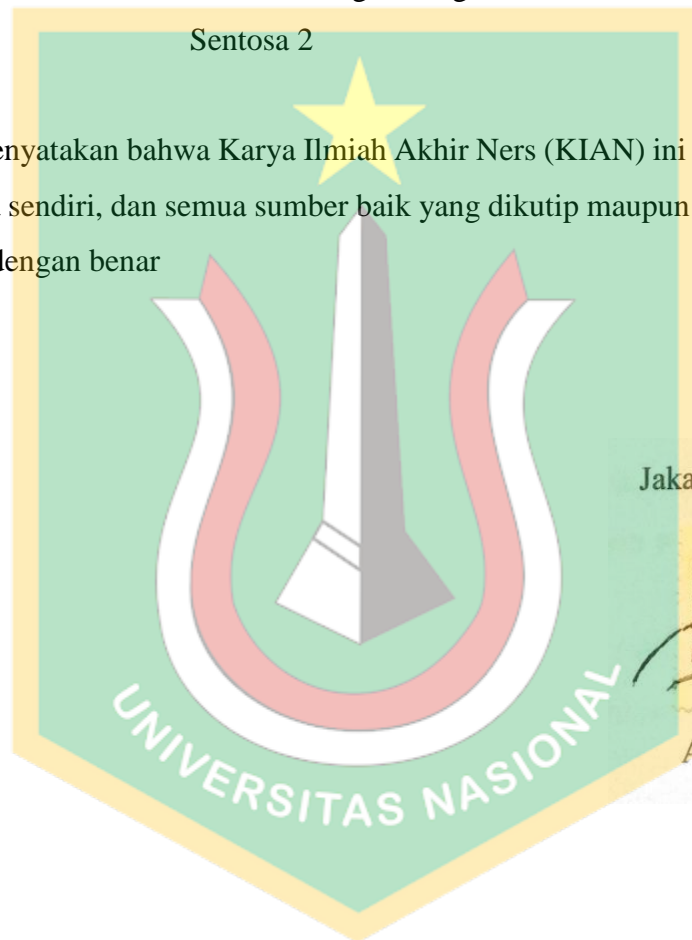 Sentosa 2
enyatakan bahwa Karya Ilmiah Akhir Ners (KIAN) ini
sendiri, dan semua sumber baik yang dikutip maupun
dengan benar
Jaka
UNIVERSITAS NASIONAL
A